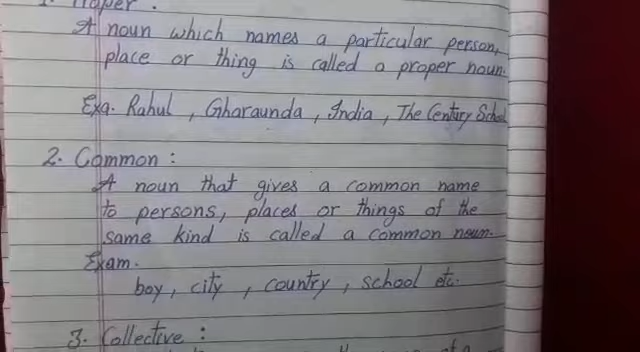 1. Proper :
A noun which names a particular person,
place or thing is called a proper noun.
Exa. Rahul , Gharaunda , India , The Century School
2. Common :
A noun that gives a common name
to persons, places or things of the
same kind is called a common noun.
Exam.
boy, city , country , school etc.
3. Collective :